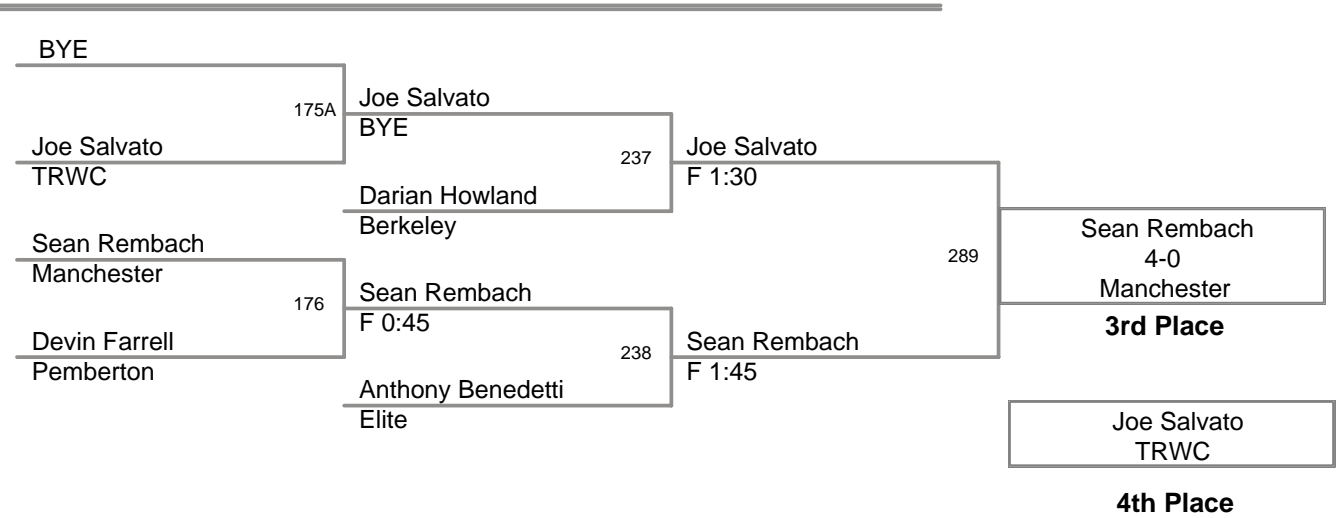 BYE
175A
Joe Salvato
TRWC
Joe Salvato
BYE
237
Darian Howland
Berkeley
Joe Salvato
F 1:30
Sean Rembach
Manchester
176
Devin Farrell
Pemberton
Sean Rembach
F 0:45
238
Anthony Benedetti
Elite
Sean Rembach
F 1:45
289
Sean Rembach
4-0
Manchester
3rd Place
Joe Salvato
TRWC
4th Place